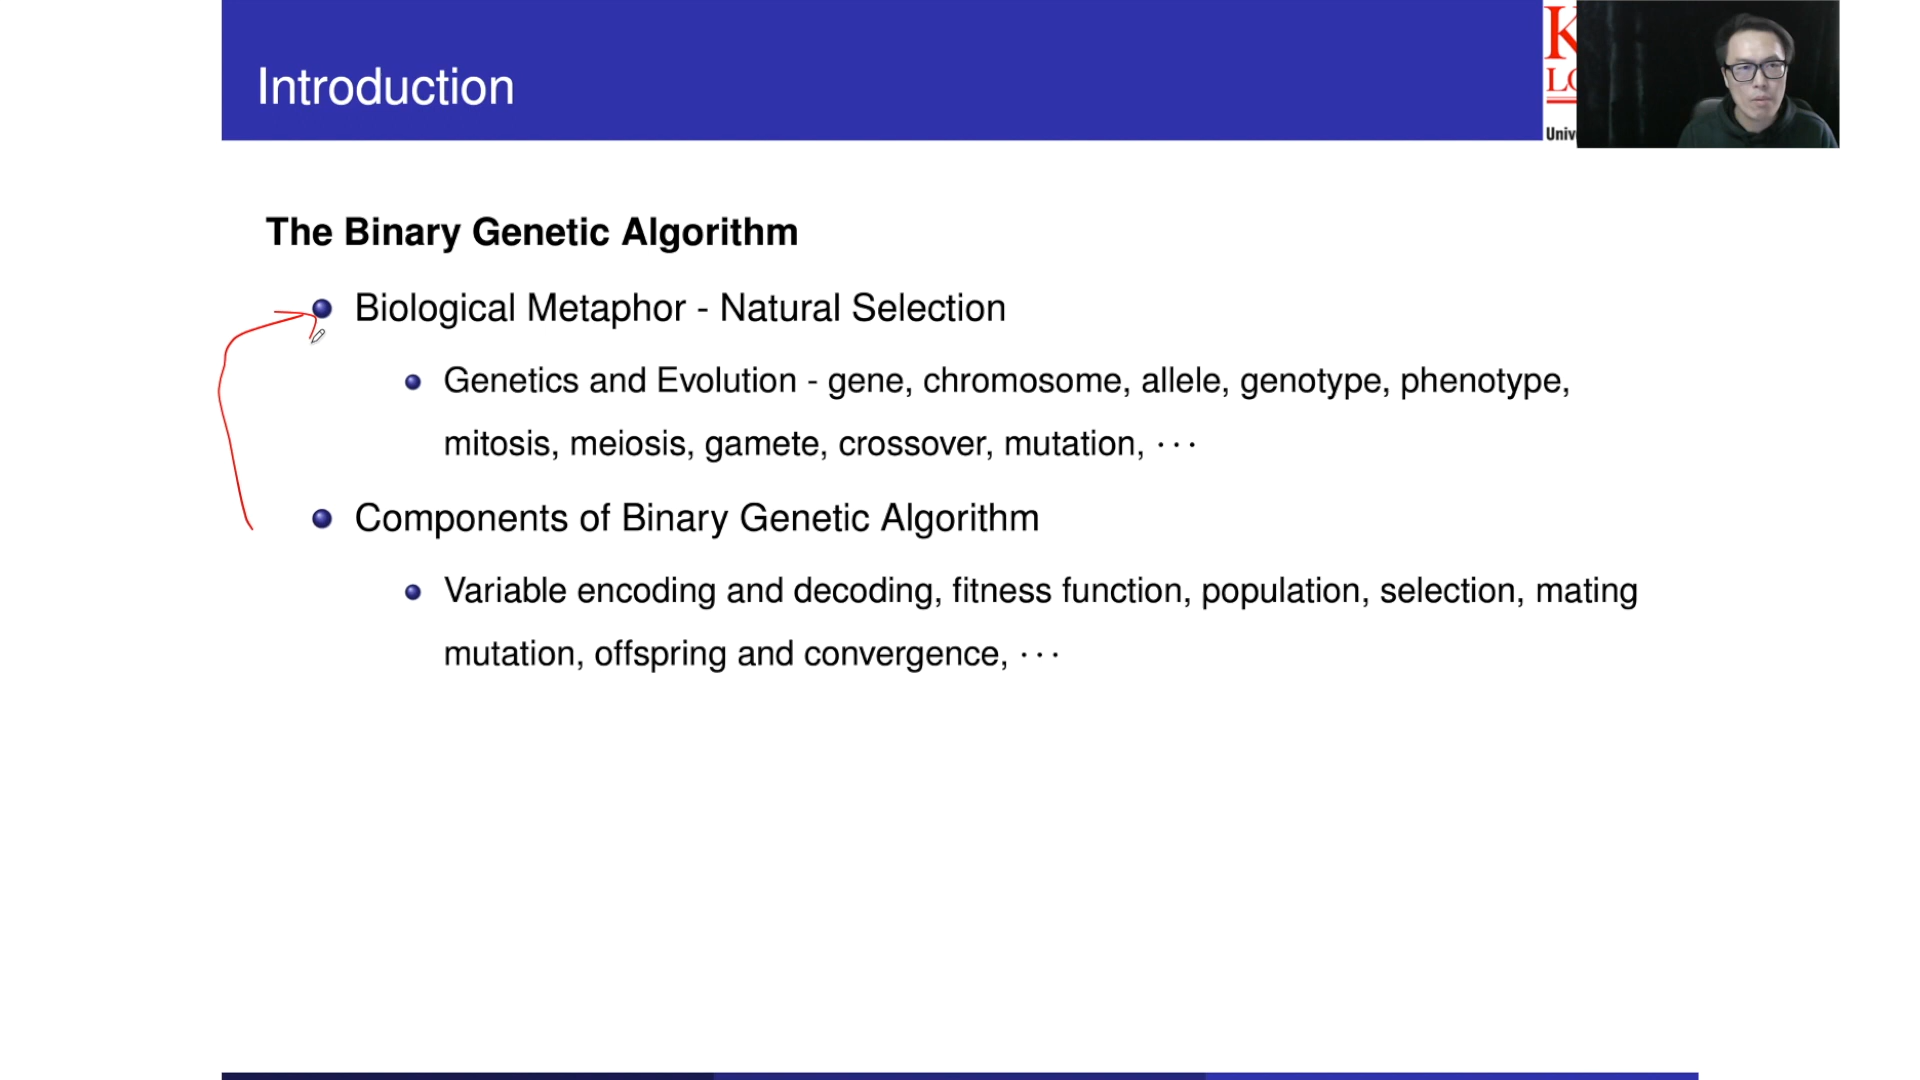 Introduction
K
LO
Univ
The Binary Genetic Algorithm
Biological Metaphor - Natural Selection
Genetics and Evolution - gene, chromosome, allele, genotype, phenotype,
mitosis, meiosis, gamete, crossover, mutation, ···
Components of Binary Genetic Algorithm
Variable encoding and decoding, fitness function, population, selection, mating
mutation, offspring and convergence, ···